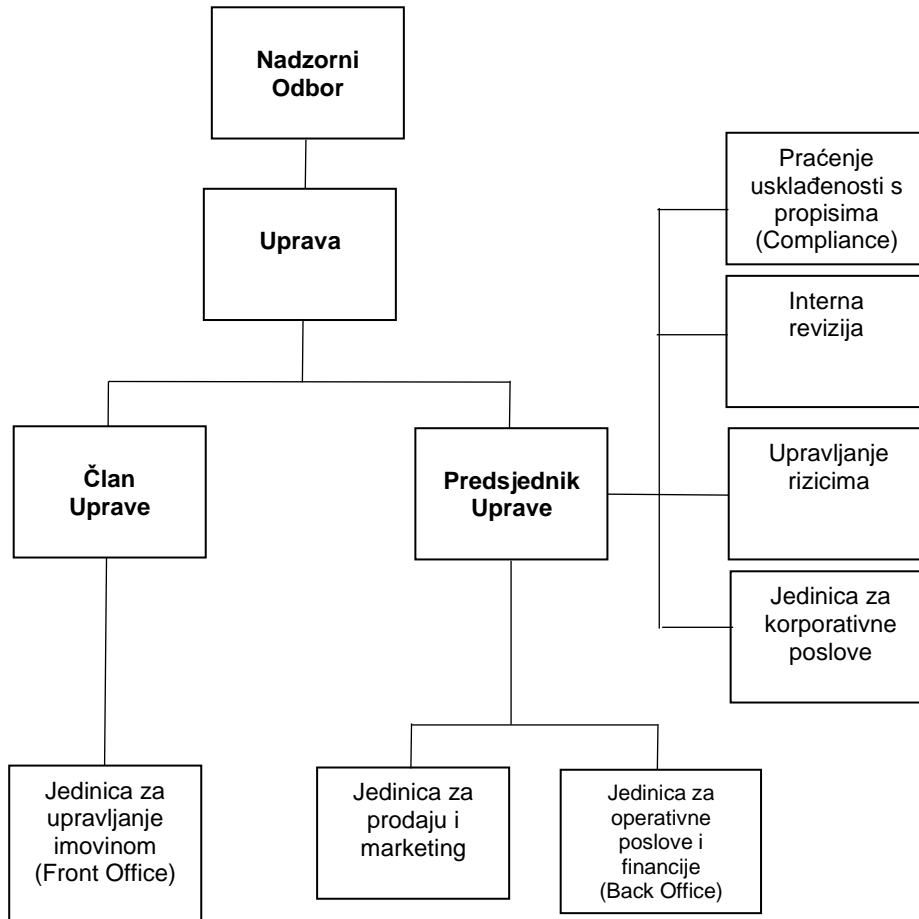 Nadzorni
Odbor
Uprava
Član
Uprave
Predsjednik
Uprave
Praćenje
usklađenosti s
propisima
(Compliance)
Interna
revizija
Upravljanje
rizicima
Jedinica za
korporativne
poslove
Jedinica za
upravljanje
imovinom
(Front Office)
Jedinica za
prodaju i
marketing
Jedinica za
operativne
poslove i
financije
(Back Office)